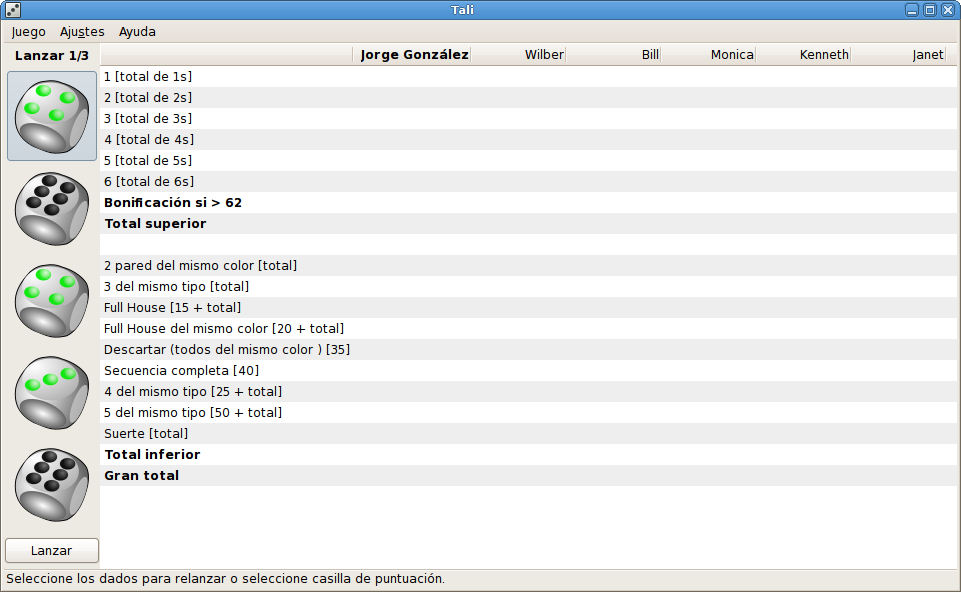 Tali
Juego Ajustes Ayuda
Lanzar 1/3 Jorge González Wilber Bill Monica Kenneth Janet
1 [total de 1s]
2 [total de 2s]
3 [total de 3s]
4 [total de 4s]
5 [total de 5s]
6 [total de 6s]
Bonificación si > 62
Total superior
2 pared del mismo color [total]
3 del mismo tipo [total]
Full House [15 + total]
Full House del mismo color [20 + total]
Descartar (todos del mismo color ) [35]
Secuencia completa [40]
4 del mismo tipo [25 + total]
5 del mismo tipo [50 + total]
Suerte [total]
Total inferior
Gran total
Lanzar
Seleccione los dados para relanzar o seleccione casilla de puntuación.